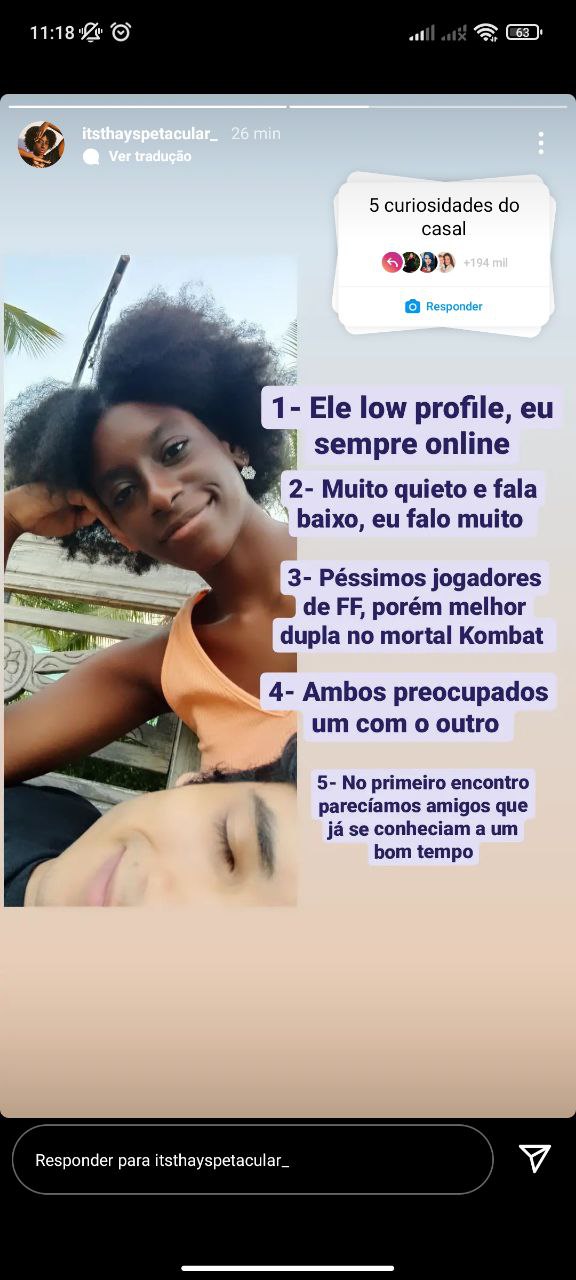 11:18
63
itsthayspetacular_ 26 min
Ver tradução
5 curiosidades do
casal
+194 mil
Responder
1- Ele low profile, eu
sempre online
2- Muito quieto e fala
baixo, eu falo muito
3- Péssimos jogadores
de FF, porém melhor
dupla no mortal Kombat
4- Ambos preocupados
um com o outro
5- No primeiro encontro
parecíamos amigos que
já se conheciam a um
bom tempo
Responder para itsthayspetacular_